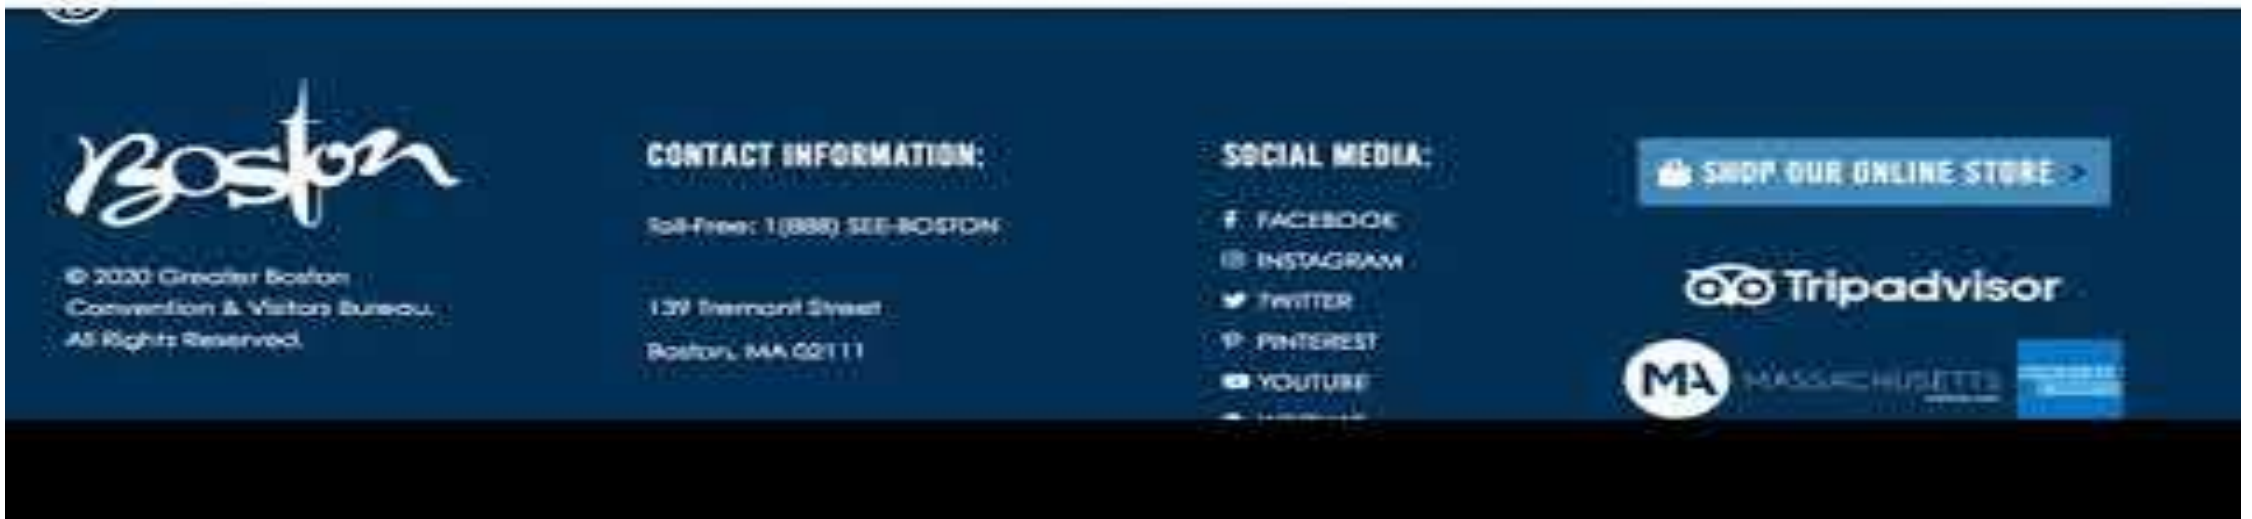 Boston
© 2020 Greater Boston
Convention & Visitors Bureau.
All Rights Reserved.
CONTACT INFORMATION:
Toll-Free: 1(888) SEE-BOSTON
139 Tremont Street
Boston, MA 02111
SOCIAL MEDIA:
FACEBOOK
INSTAGRAM
TWITTER
PINTEREST
YOUTUBE
SHOP OUR ONLINE STORE >
Tripadvisor
MA MASSACHUSETTS